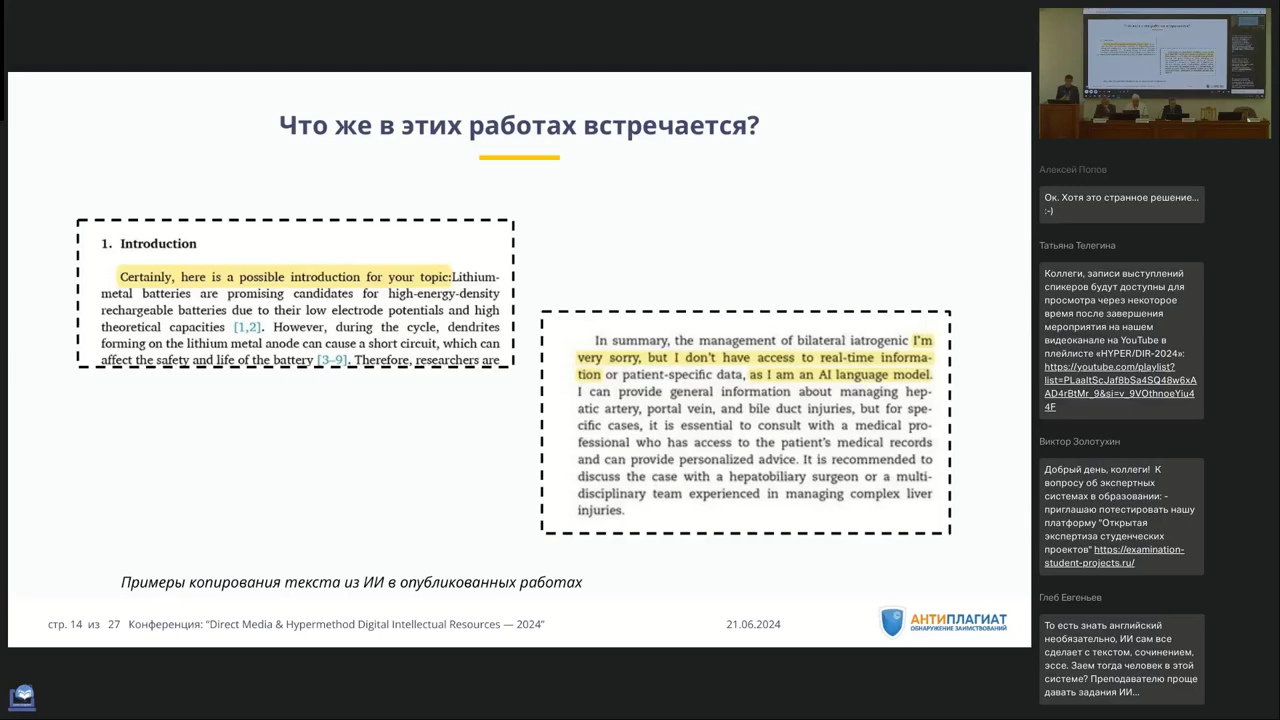 Что же в этих работах встречается?
1. Introduction
Certainly, here is a possible introduction for your topic:Lithium-
metal batteries are promising candidates for high-energy-density
rechargeable batteries due to their low electrode potentials and high
theoretical capacities [1,2]. However, during the cycle, dendrites
forming on the lithium metal anode can cause a short circuit, which can
affect the safety and life of the battery [3–9]. Therefore, researchers are
In summary, the management of bilateral iatrogenic I'm
very sorry, but I don't have access to real-time informa-
tion or patient-specific data, as I am an AI language model.
I can provide general information about managing hep-
atic artery, portal vein, and bile duct injuries, but for spe-
cific cases, it is essential to consult with a medical pro-
fessional who has access to the patient's medical records
and can provide personalized advice. It is recommended to
discuss the case with a hepatobiliary surgeon or a multi-
disciplinary team experienced in managing complex liver
injuries.
Примеры копирования текста из ИИ в опубликованных работах
стр. 14 из 27 Конференция: "Direct Media & Hypermethod Digital Intellectual Resources — 2024"
21.06.2024
АНТИПЛАГИАТ
ОБНАРУЖЕНИЕ ЗАИМСТВОВАНИЙ
Алексей Попов
Ок. Хотя это странное решение...
:-)
Татьяна Телегина
Коллеги, записи выступлений
спикеров будут доступны для
просмотра через некоторое
время после завершения
мероприятия на нашем
видеоканале на YouTube в
плейлисте «HYPER/DIR-2024»:
https://youtube.com/playlist?
list=PLaaItScJaf8bSa4SQ48w6xA
AD4rBtMr_9&si=v_9VOthnoeYiu4
4F
Виктор Золотухин
Добрый день, коллеги! К
вопросу об экспертных
системах в образовании: -
приглашаю потестировать нашу
платформу "Открытая
экспертиза студенческих
проектов" https://examination-
student-projects.ru/
Глеб Евгеньев
То есть знать английский
необязательно, ИИ сам все
сделает с текстом, сочинением,
эссе. Заем тогда человек в этой
системе? Преподавателю проще
давать задания ИИ...